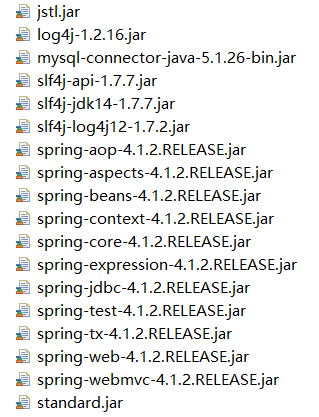 jstl.jar
log4j-1.2.16.jar
mysql-connector-java-5.1.26-bin.jar
slf4j-api-1.7.7.jar
slf4j-jdk14-1.7.7.jar
slf4j-log4j12-1.7.2.jar
spring-aop-4.1.2.RELEASE.jar
spring-aspects-4.1.2.RELEASE.jar
spring-beans-4.1.2.RELEASE.jar
spring-context-4.1.2.RELEASE.jar
spring-core-4.1.2.RELEASE.jar
spring-expression-4.1.2.RELEASE.jar
spring-jdbc-4.1.2.RELEASE.jar
spring-test-4.1.2.RELEASE.jar
spring-tx-4.1.2.RELEASE.jar
spring-web-4.1.2.RELEASE.jar
spring-webmvc-4.1.2.RELEASE.jar
standard.jar